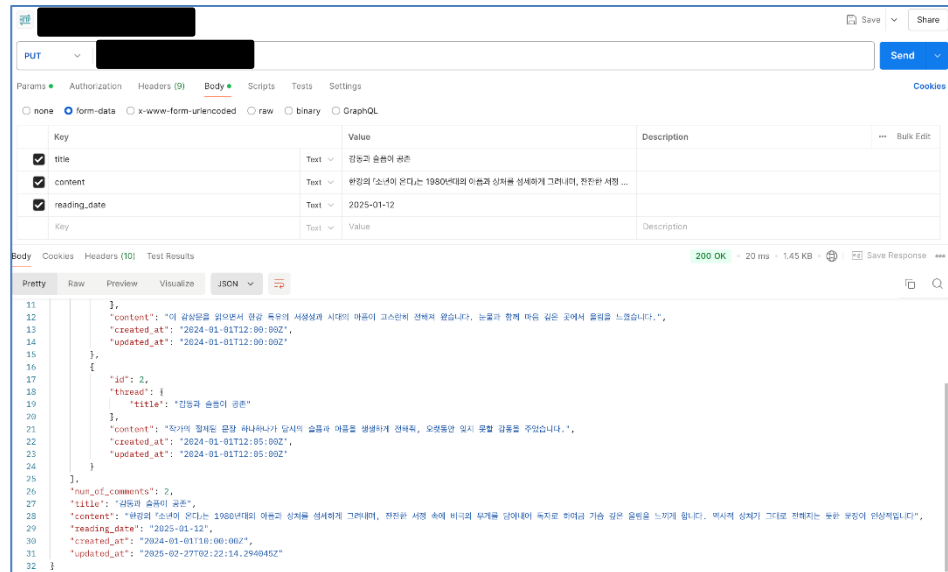 Save Share
PUT Send
Params Authorization Headers (9) Body Scripts Tests Settings Cookies
none form-data x-www-form-urlencoded raw binary GraphQL
Key Value Description ••• Bulk Edit
title Text 감동과 슬픔이 공존
content Text 한강의 「소년이 온다」는 1980년대의 아픔과 상처를 섬세하게 그려내며, 잔잔한 서정 ...
reading_date Text 2025-01-12
Key Text Value Description
Body Cookies Headers (10) Test Results 200 OK • 20 ms • 1.45 KB • Save Response •••
Pretty Raw Preview Visualize JSON
11 },
12 "content": "이 감상문을 읽으면서 한강 특유의 서정성과 시대의 아픔이 고스란히 전해져 왔습니다. 눈물과 함께 마음 깊은 곳에서 울림을 느꼈습니다.",
13 "created_at": "2024-01-01T12:00:00Z",
14 "updated_at": "2024-01-01T12:00:00Z"
15 },
16 {
17 "id": 2,
18 "thread": {
19 "title": "감동과 슬픔이 공존"
20 },
21 "content": "작가의 절제된 문장 하나하나가 당시의 슬픔과 아픔을 생생하게 전해줘, 오랫동안 잊지 못할 감동을 주었습니다.",
22 "created_at": "2024-01-01T12:05:00Z",
23 "updated_at": "2024-01-01T12:05:00Z"
24 }
25 ],
26 "num_of_comments": 2,
27 "title": "감동과 슬픔이 공존",
28 "content": "한강의 「소년이 온다」는 1980년대의 아픔과 상처를 섬세하게 그려내며, 잔잔한 서정 속에 비극의 무게를 담아내어 독자로 하여금 가슴 깊은 울림을 느끼게 합니다. 역사적 상처가 그대로 전해지는 듯한 문장이 인상적입니다",
29 "reading_date": "2025-01-12",
30 "created_at": "2024-01-01T10:00:00Z",
31 "updated_at": "2025-02-27T02:22:14.294045Z"
32 }